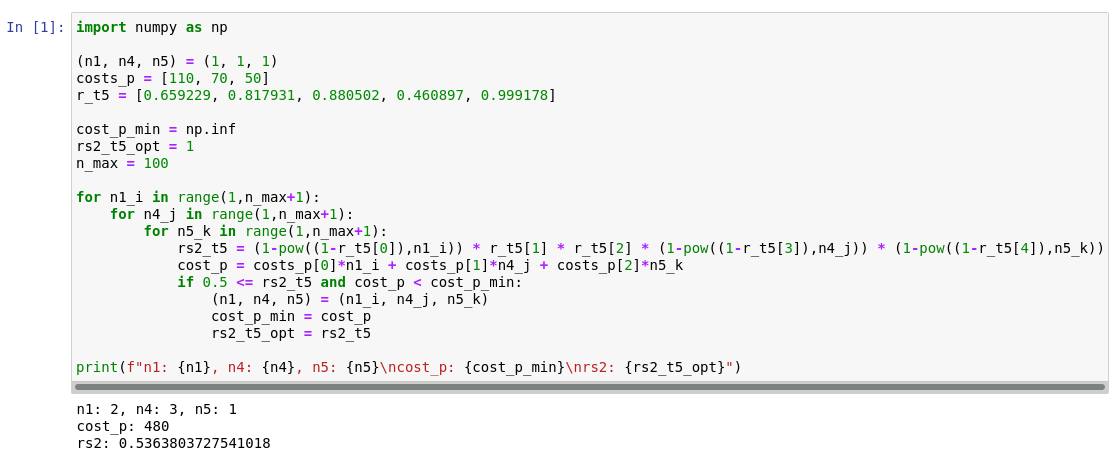 In [1]:
import numpy as np
(n1, n4, n5) = (1, 1, 1)
costs_p = [110, 70, 50]
r_t5 = [0.659229, 0.817931, 0.880502, 0.460897, 0.999178]
cost_p_min = np.inf
rs2_t5_opt = 1
n_max = 100
for n1_i in range(1,n_max+1):
    for n4_j in range(1,n_max+1):
        for n5_k in range(1,n_max+1):
            rs2_t5 = (1-pow((1-r_t5[0]),n1_i)) * r_t5[1] * r_t5[2] * (1-pow((1-r_t5[3]),n4_j)) * (1-pow((1-r_t5[4]),n5_k))
            cost_p = costs_p[0]*n1_i + costs_p[1]*n4_j + costs_p[2]*n5_k
            if 0.5 <= rs2_t5 and cost_p < cost_p_min:
                (n1, n4, n5) = (n1_i, n4_j, n5_k)
                cost_p_min = cost_p
                rs2_t5_opt = rs2_t5
print(f"n1: {n1}, n4: {n4}, n5: {n5}\ncost_p: {cost_p_min}\nrs2: {rs2_t5_opt}")
n1: 2, n4: 3, n5: 1
cost_p: 480
rs2: 0.5363803727541018